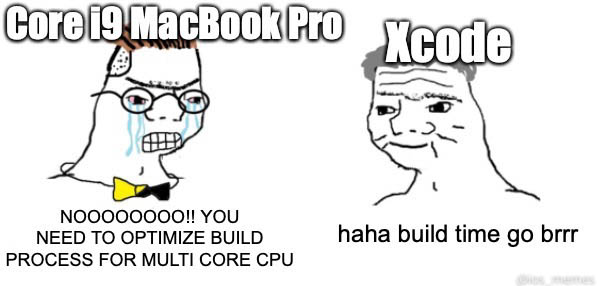 Core i9 MacBook Pro
Xcode
NOOOOOOOO!! YOU
NEED TO OPTIMIZE BUILD
PROCESS FOR MULTI CORE CPU
haha build time go brrr
@ios_memes